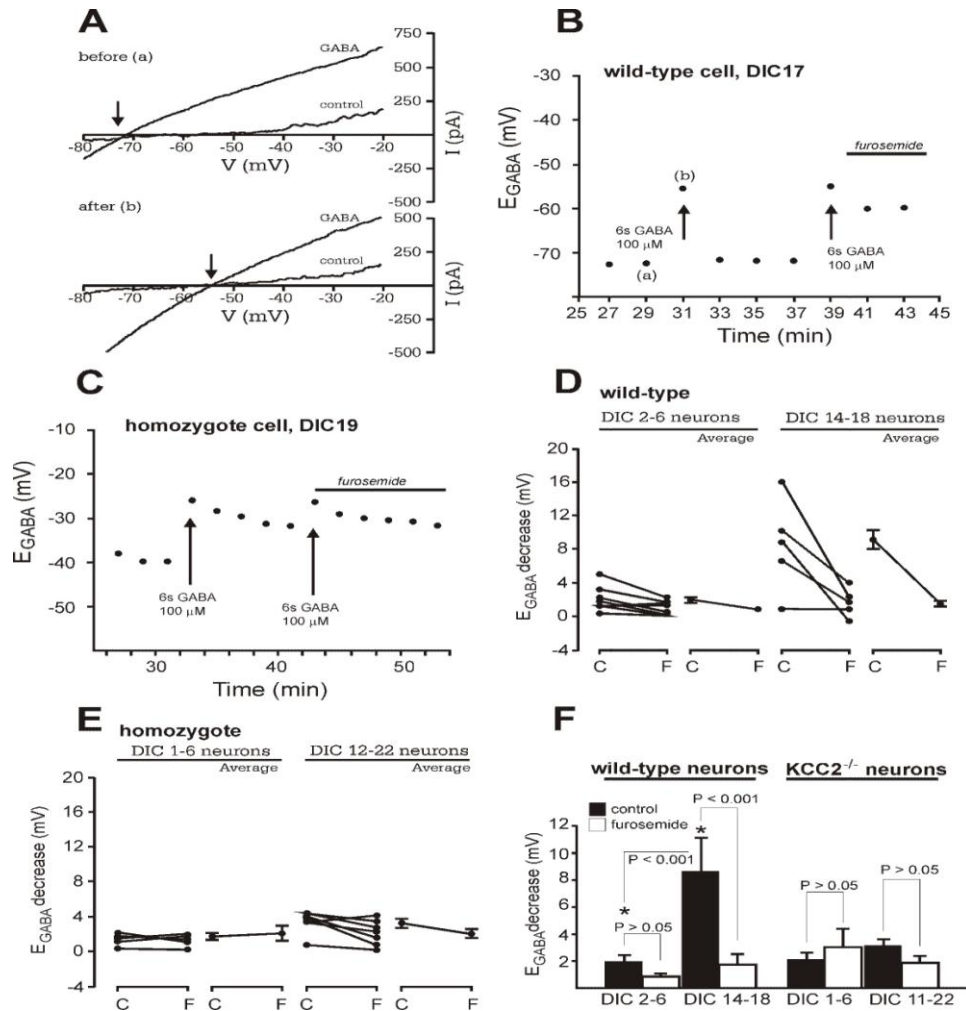 A
before (a)
GABA
control
750
500
250
-80
-70
-60
-50
-40
-30
-20
V (mV)
I (pA)
-250
-500
after (b)
GABA
control
500
250
-80
-70
-60
-50
-40
-30
-20
V (mV)
I (pA)
-250
-500
B
wild-type cell, DIC17
-30
-40
-50
-60
-70
-80
EGABA (mV)
furosemide
(b)
6s GABA
100 µM
(a)
6s GABA
100 µM
25 27 29 31 33 35 37 39 41 43 45
Time (min)
C
homozygote cell, DIC19
-10
-20
-30
-40
-50
EGABA (mV)
furosemide
6s GABA
100 µM
6s GABA
100 µM
30 40 50
Time (min)
D
wild-type
DIC 2-6 neurons
Average
DIC 14-18 neurons
Average
20
16
12
8
4
0
-4
EGABA decrease (mV)
C F C F C F C F
E
homozygote
DIC 1-6 neurons
Average
DIC 12-22 neurons
Average
20
16
12
8
4
0
-4
EGABA decrease (mV)
C F C F C F C F
F
wild-type neurons
KCC2-/- neurons
control
furosemide
P < 0.001
*
P < 0.001
*
P > 0.05
P > 0.05
P > 0.05
12
10
8
6
4
2
EGABA decrease (mV)
DIC 2-6 DIC 14-18 DIC 1-6 DIC 11-22